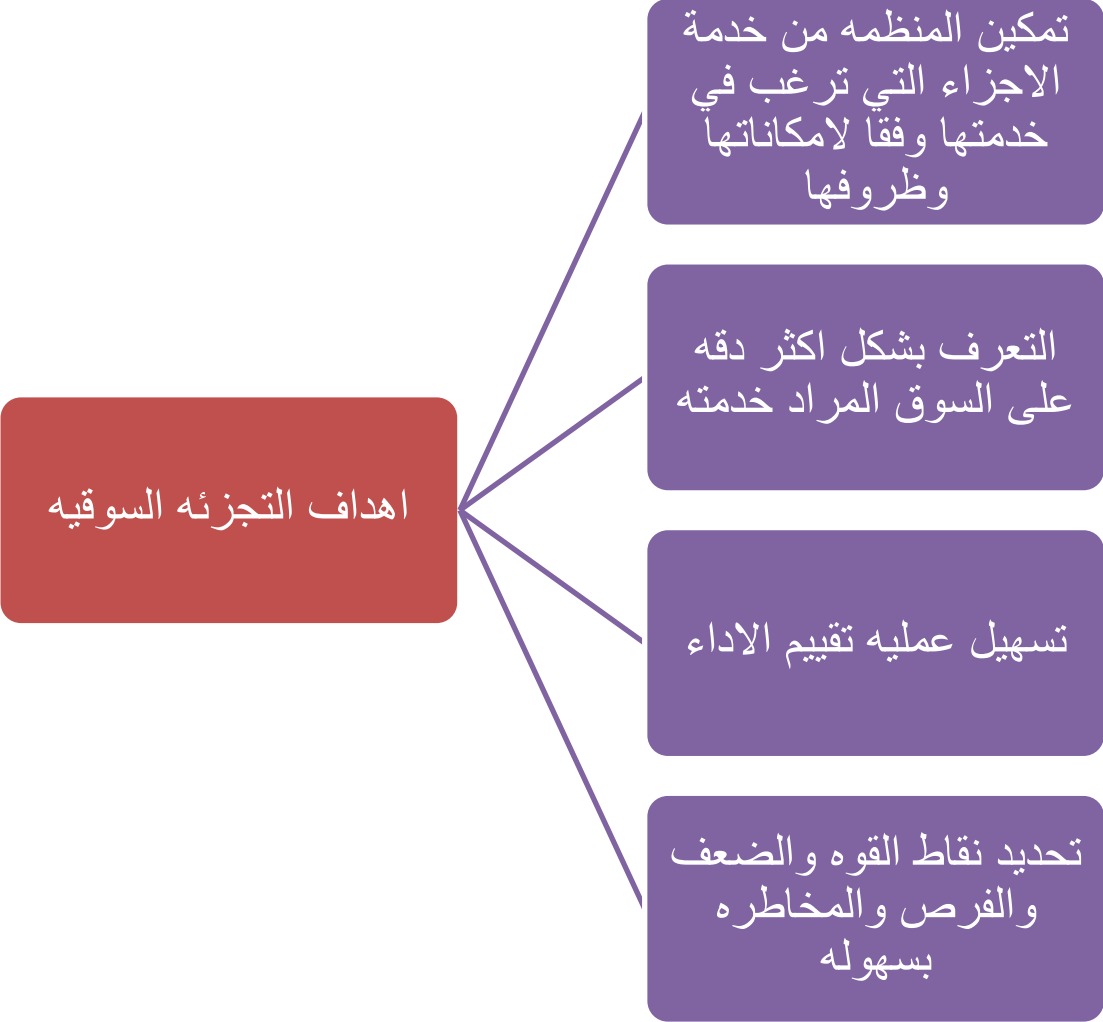 اهداف التجزئه السوقيه
تمكين المنظمه من خدمة
الاجزاء التي ترغب في
خدمتها وفقا لامكاناتها
وظروفها
التعرف بشكل اكثر دقه
على السوق المراد خدمته
تسهيل عمليه تقييم الاداء
تحديد نقاط القوه والضعف
والفرص والمخاطره
بسهوله